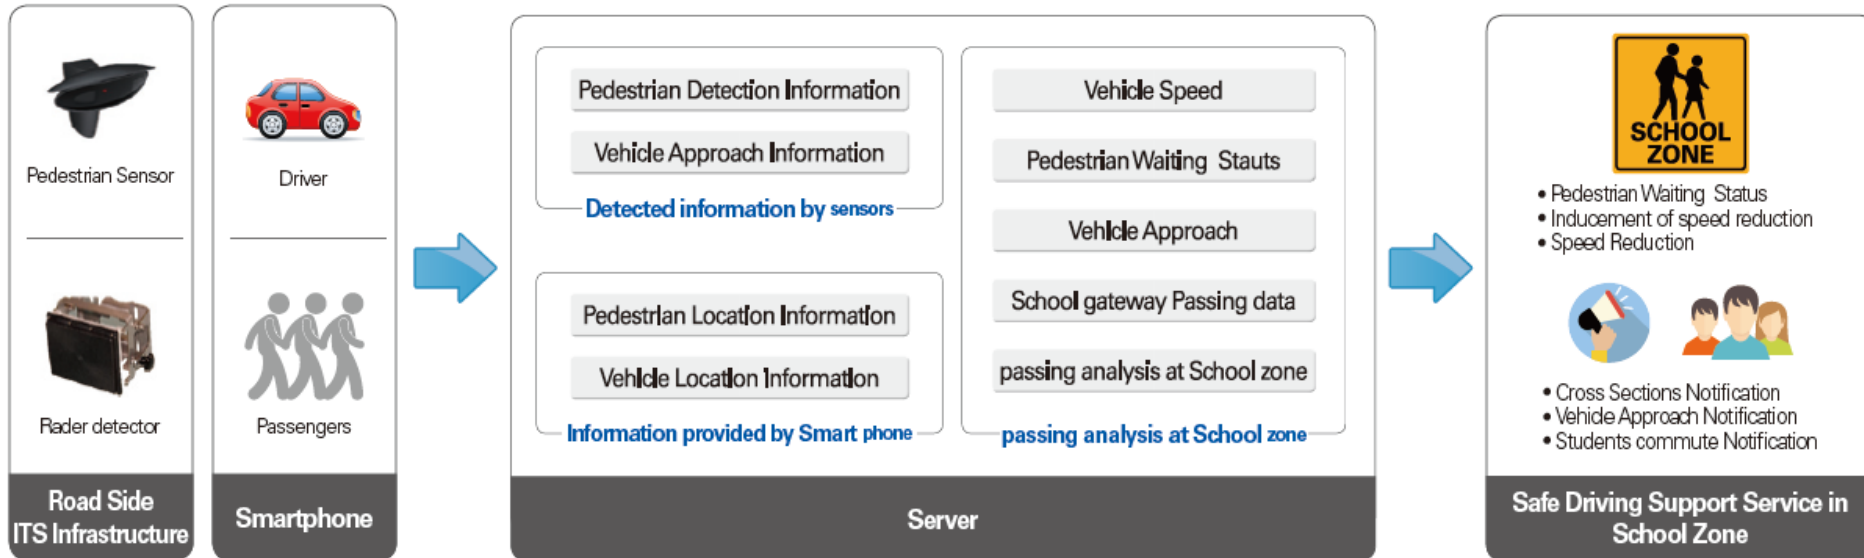 Pedestrian Sensor
Rader detector
Road Side
ITS Infrastructure
Driver
Passengers
Smartphone
Pedestrian Detection Information
Vehicle Approach Information
Detected information by sensors
Pedestrian Location Information
Vehicle Location Information
Information provided by Smart phone
Vehicle Speed
Pedestrian Waiting Stauts
Vehicle Approach
School gateway Passing data
passing analysis at School zone
passing analysis at School zone
Server
SCHOOL
ZONE
• Pedestrian Waiting Status
• Inducement of speed reduction
• Speed Reduction
• Cross Sections Notification
• Vehicle Approach Notification
• Students commute Notification
Safe Driving Support Service in
School Zone